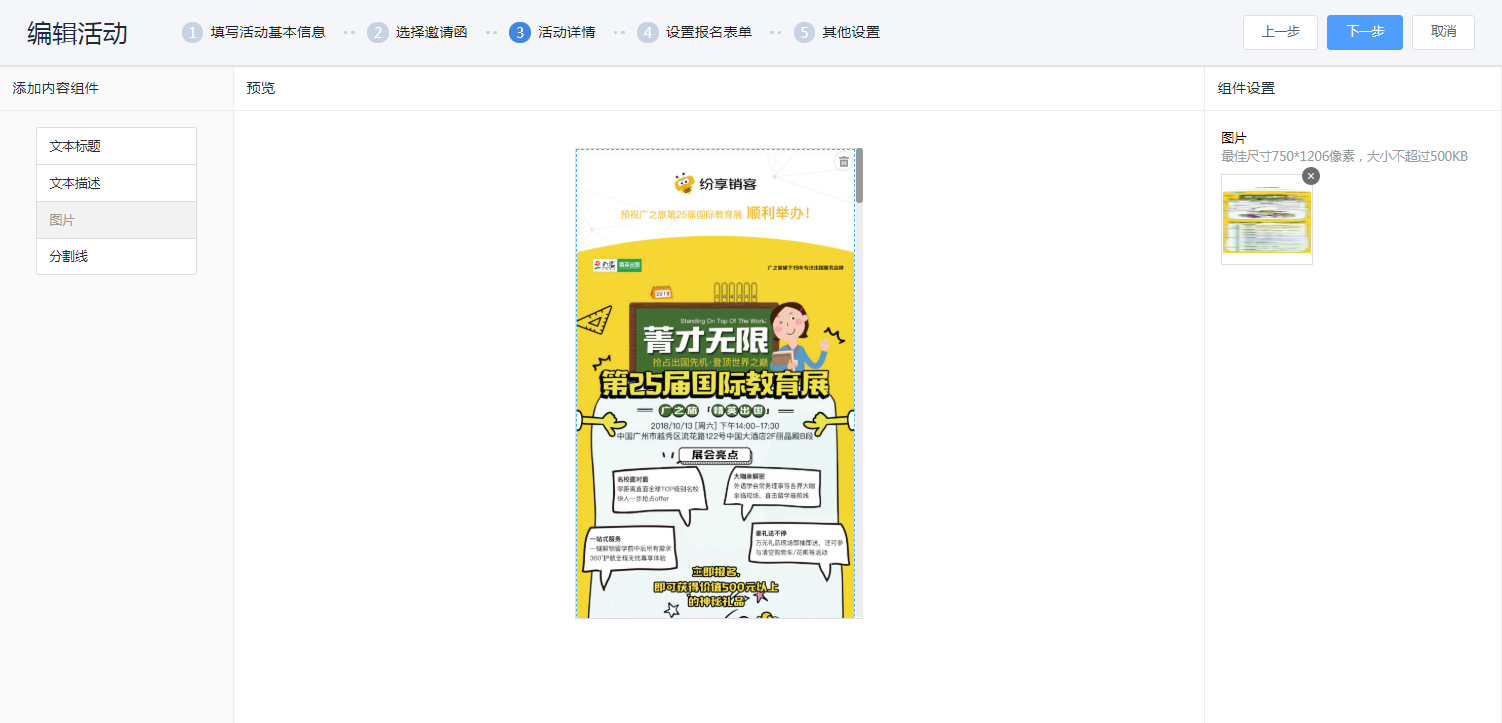 编辑活动
1 填写活动基本信息
2 选择邀请函
3 活动详情
4 设置报名表单
5 其他设置
上一步
下一步
取消
添加内容组件
文本标题
文本描述
图片
分割线
预览
纷享销客
预祝广之旅第25届国际教育展 顺利举办！
精英出国
广之旅旗下19年专注出国服务品牌
2018
Standing On Top Of The World
菁才无限
抢占出国先机·登顶世界之巅
第25届国际教育展
广之旅「精英出国」
2018/10/13 [周六] 下午14:00-17:30
中国广州市越秀区流花路122号中国大酒店2F丽晶殿B段
展会亮点
名校面对面
零距离直面全球TOP级别名校
快人一步抢占offer
大咖亲解密
外语学会常务理事等各界大咖
亲临现场，直击留学最前线
一站式服务
一键解锁留学前中后所有需求
360°护航全程无忧尊享体验
豪礼送不停
万元礼品现场即抽即送，还可参
与清空购物车/花呗等活动
立即报名，
即可获得价值500元以上
的神秘礼品
组件设置
图片
最佳尺寸750*1206像素，大小不超过500KB